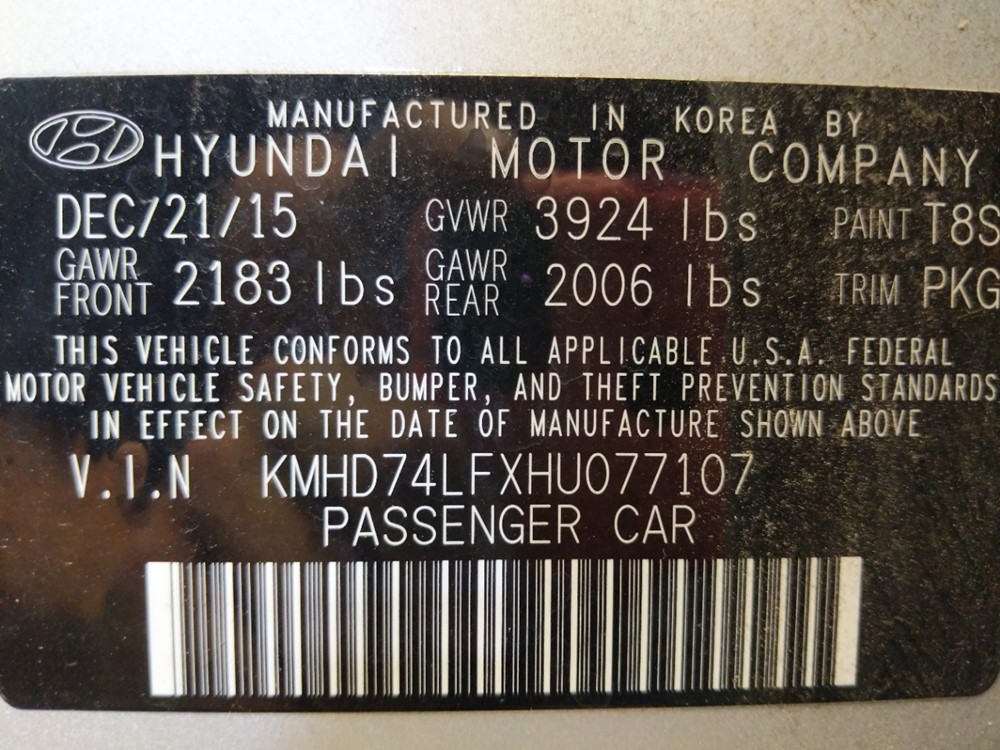 MANUFACTURED IN KOREA BY
HYUNDAI MOTOR COMPANY
DEC/21/15 GVWR 3924 lbs PAINT T8S
GAWR FRONT 2183 lbs GAWR REAR 2006 lbs TRIM PKG
THIS VEHICLE CONFORMS TO ALL APPLICABLE U.S.A. FEDERAL
MOTOR VEHICLE SAFETY, BUMPER, AND THEFT PREVENTION STANDARDS
IN EFFECT ON THE DATE OF MANUFACTURE SHOWN ABOVE
V.I.N KMHD74LFXHU077107
PASSENGER CAR